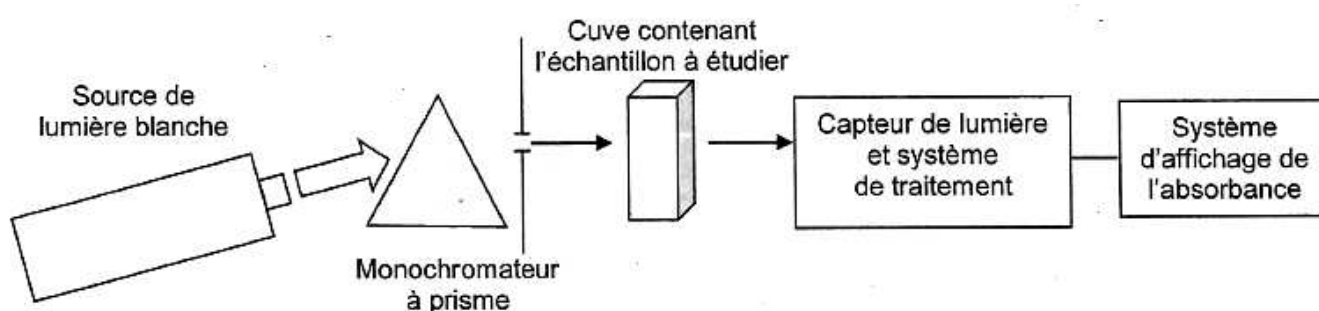 Source de
lumière blanche
Monochromateur
à prisme
Cuve contenant
l'échantillon à étudier
Capteur de lumière
et système
de traitement
Système
d'affichage de
l'absorbance